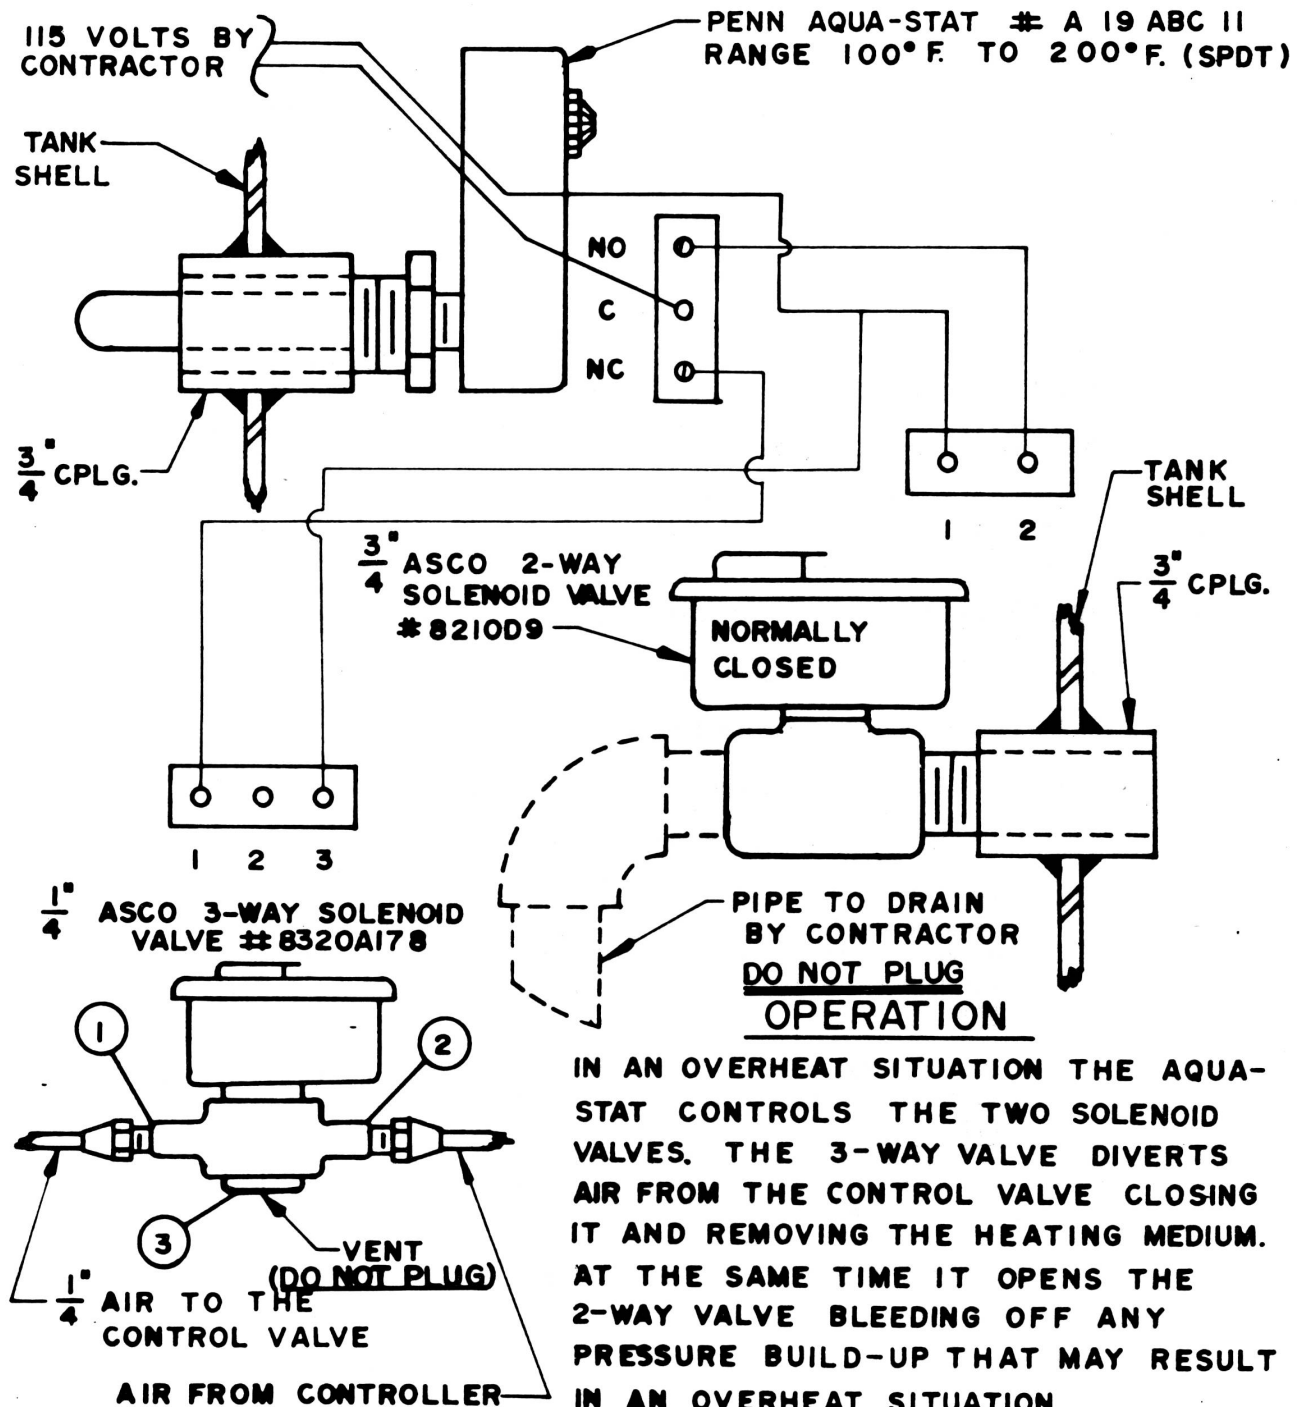 115 VOLTS BY
CONTRACTOR
PENN AQUA-STAT # A 19 ABC 11
RANGE 100°F. TO 200°F. (SPDT)
TANK
SHELL
NO
C
NC
3/4" CPLG.
1 2
TANK
SHELL
3/4" CPLG.
3/4" ASCO 2-WAY
SOLENOID VALVE
# 8210D9
NORMALLY
CLOSED
1 2 3
1/4" ASCO 3-WAY SOLENOID
VALVE # 8320A178
PIPE TO DRAIN
BY CONTRACTOR
DO NOT PLUG
1
2
3
VENT
(DO NOT PLUG)
1/4" AIR TO THE
CONTROL VALVE
AIR FROM CONTROLLER
OPERATION
IN AN OVERHEAT SITUATION THE AQUA-
STAT CONTROLS THE TWO SOLENOID
VALVES. THE 3-WAY VALVE DIVERTS
AIR FROM THE CONTROL VALVE CLOSING
IT AND REMOVING THE HEATING MEDIUM.
AT THE SAME TIME IT OPENS THE
2-WAY VALVE BLEEDING OFF ANY
PRESSURE BUILD-UP THAT MAY RESULT
IN AN OVERHEAT SITUATION